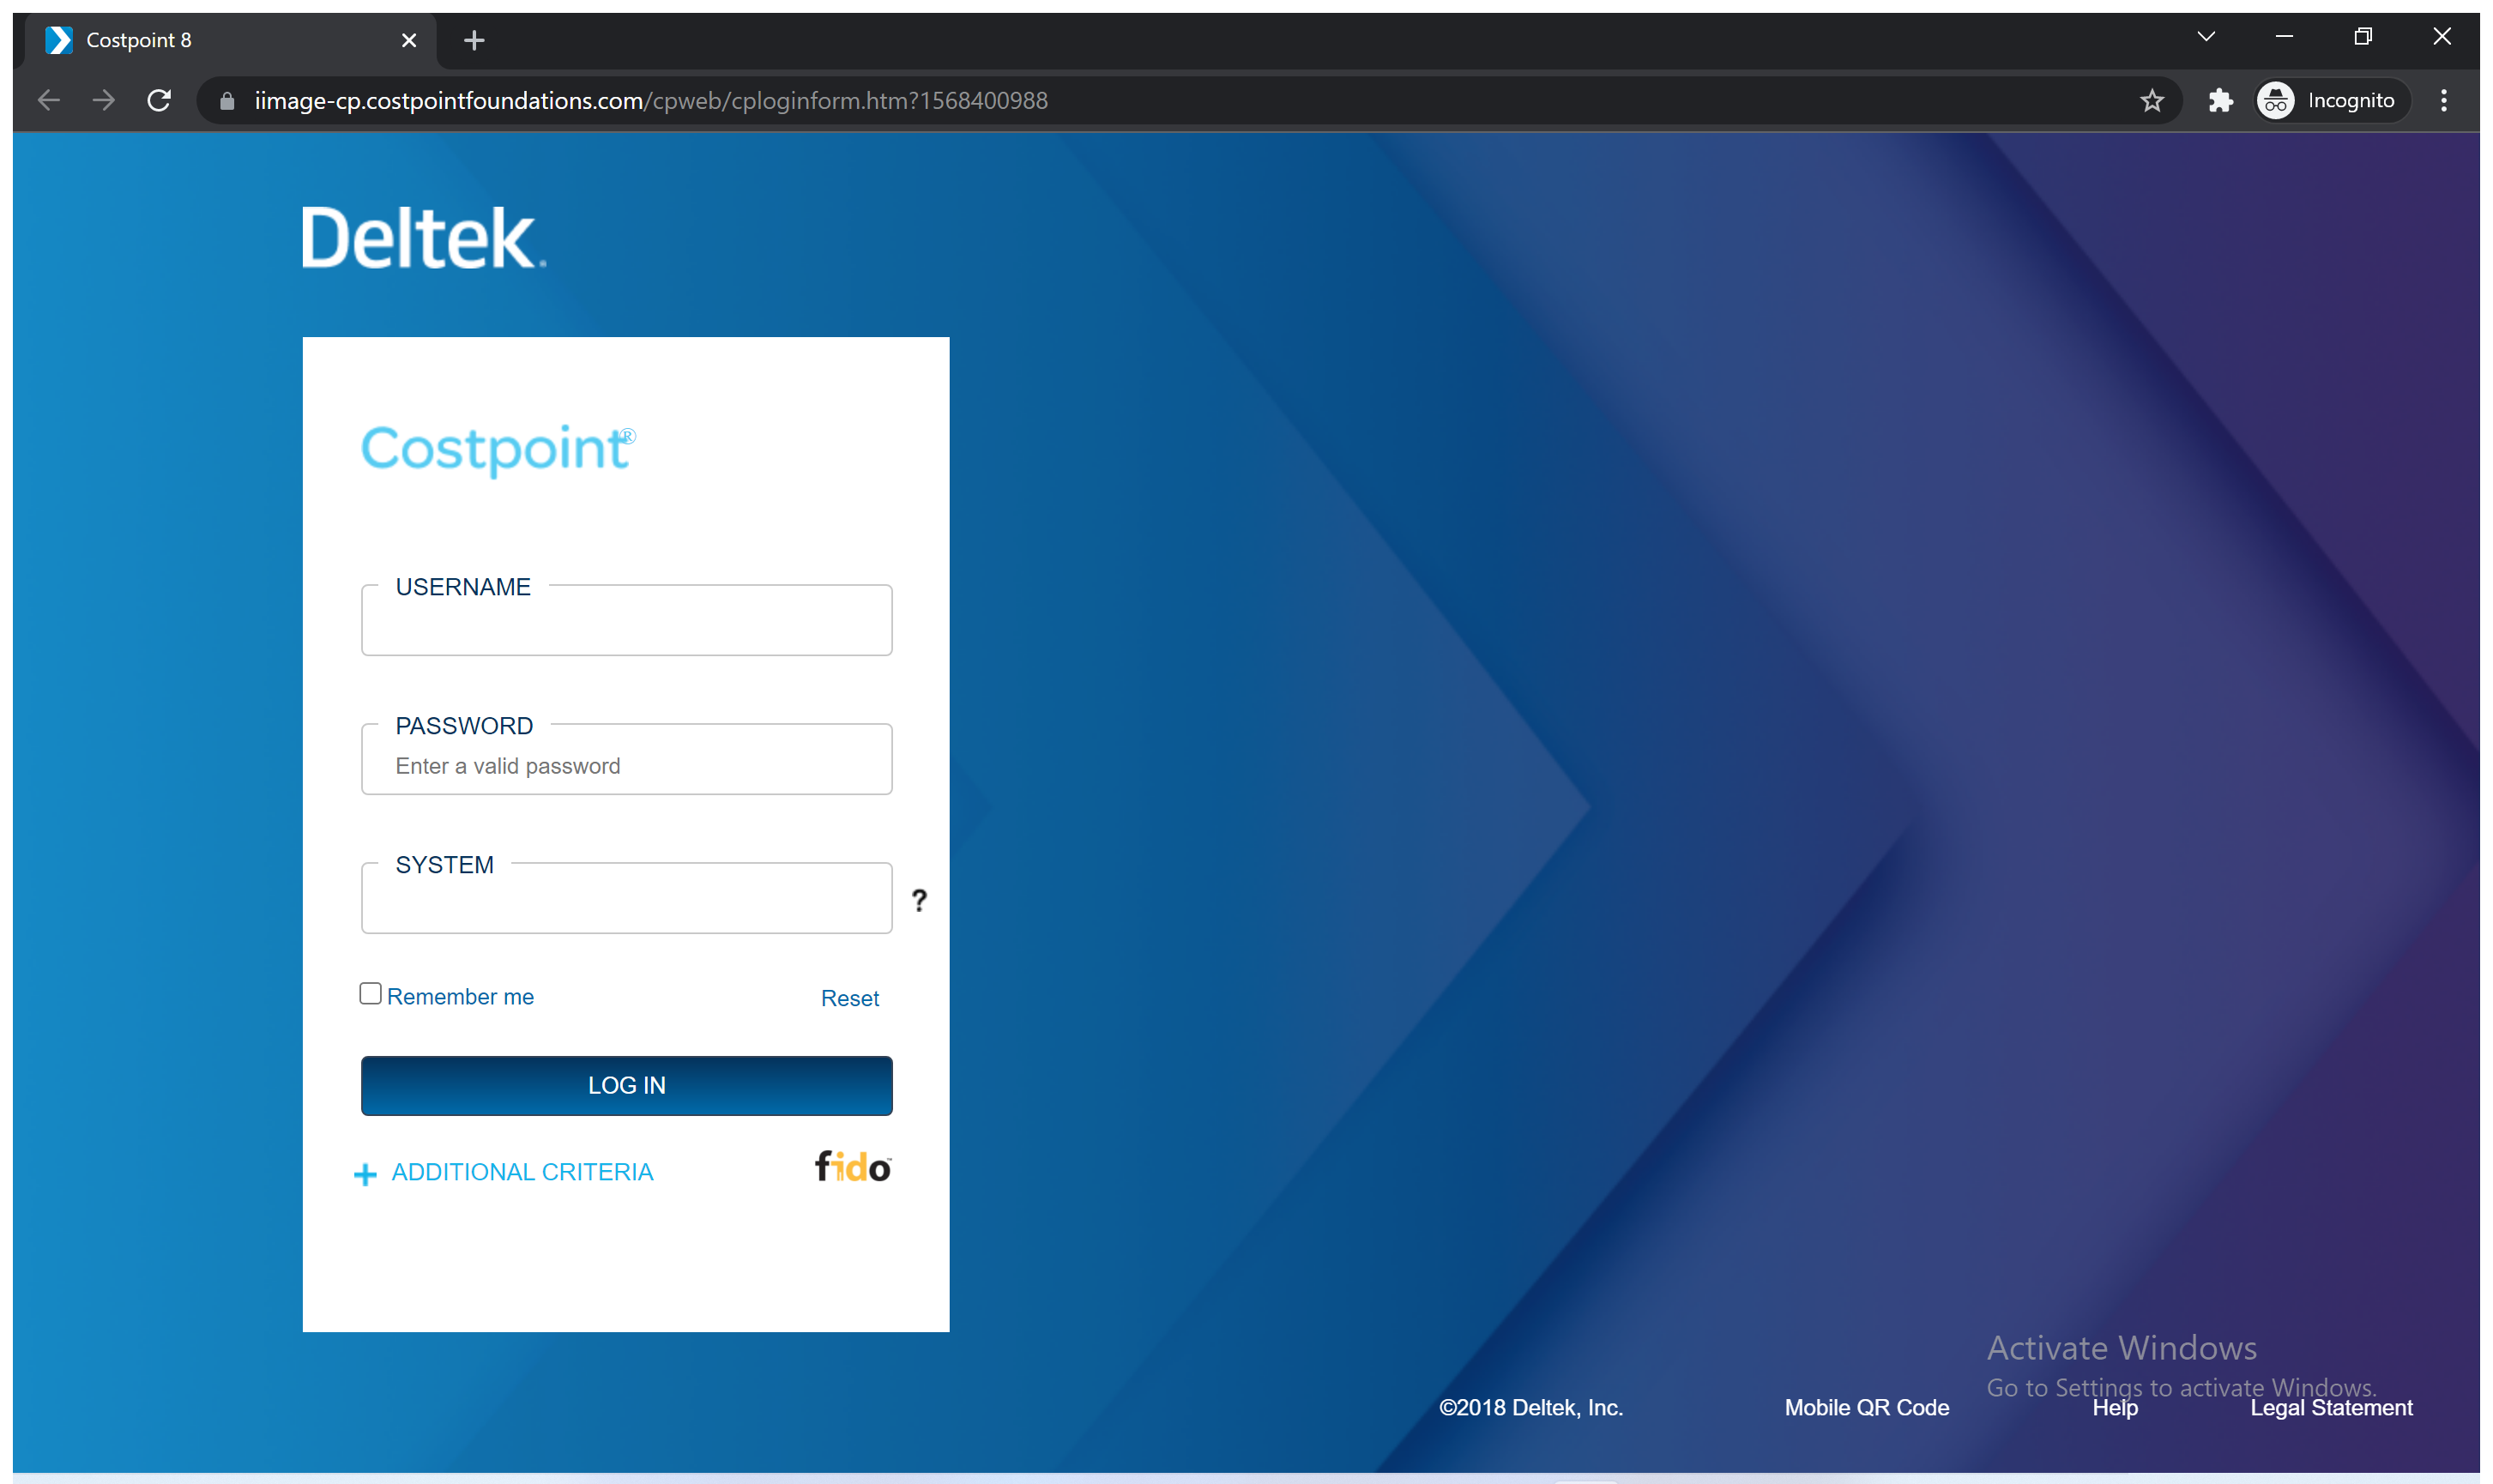 Costpoint 8
iimage-cp.costpointfoundations.com/cpweb/cploginform.htm?1568400988
Incognito
Deltek.
Costpoint®
USERNAME
PASSWORD
Enter a valid password
SYSTEM
?
Remember me
Reset
LOG IN
+ ADDITIONAL CRITERIA
fido™
Activate Windows
Go to Settings to activate Windows.
©2018 Deltek, Inc.
Mobile QR Code
Help
Legal Statement